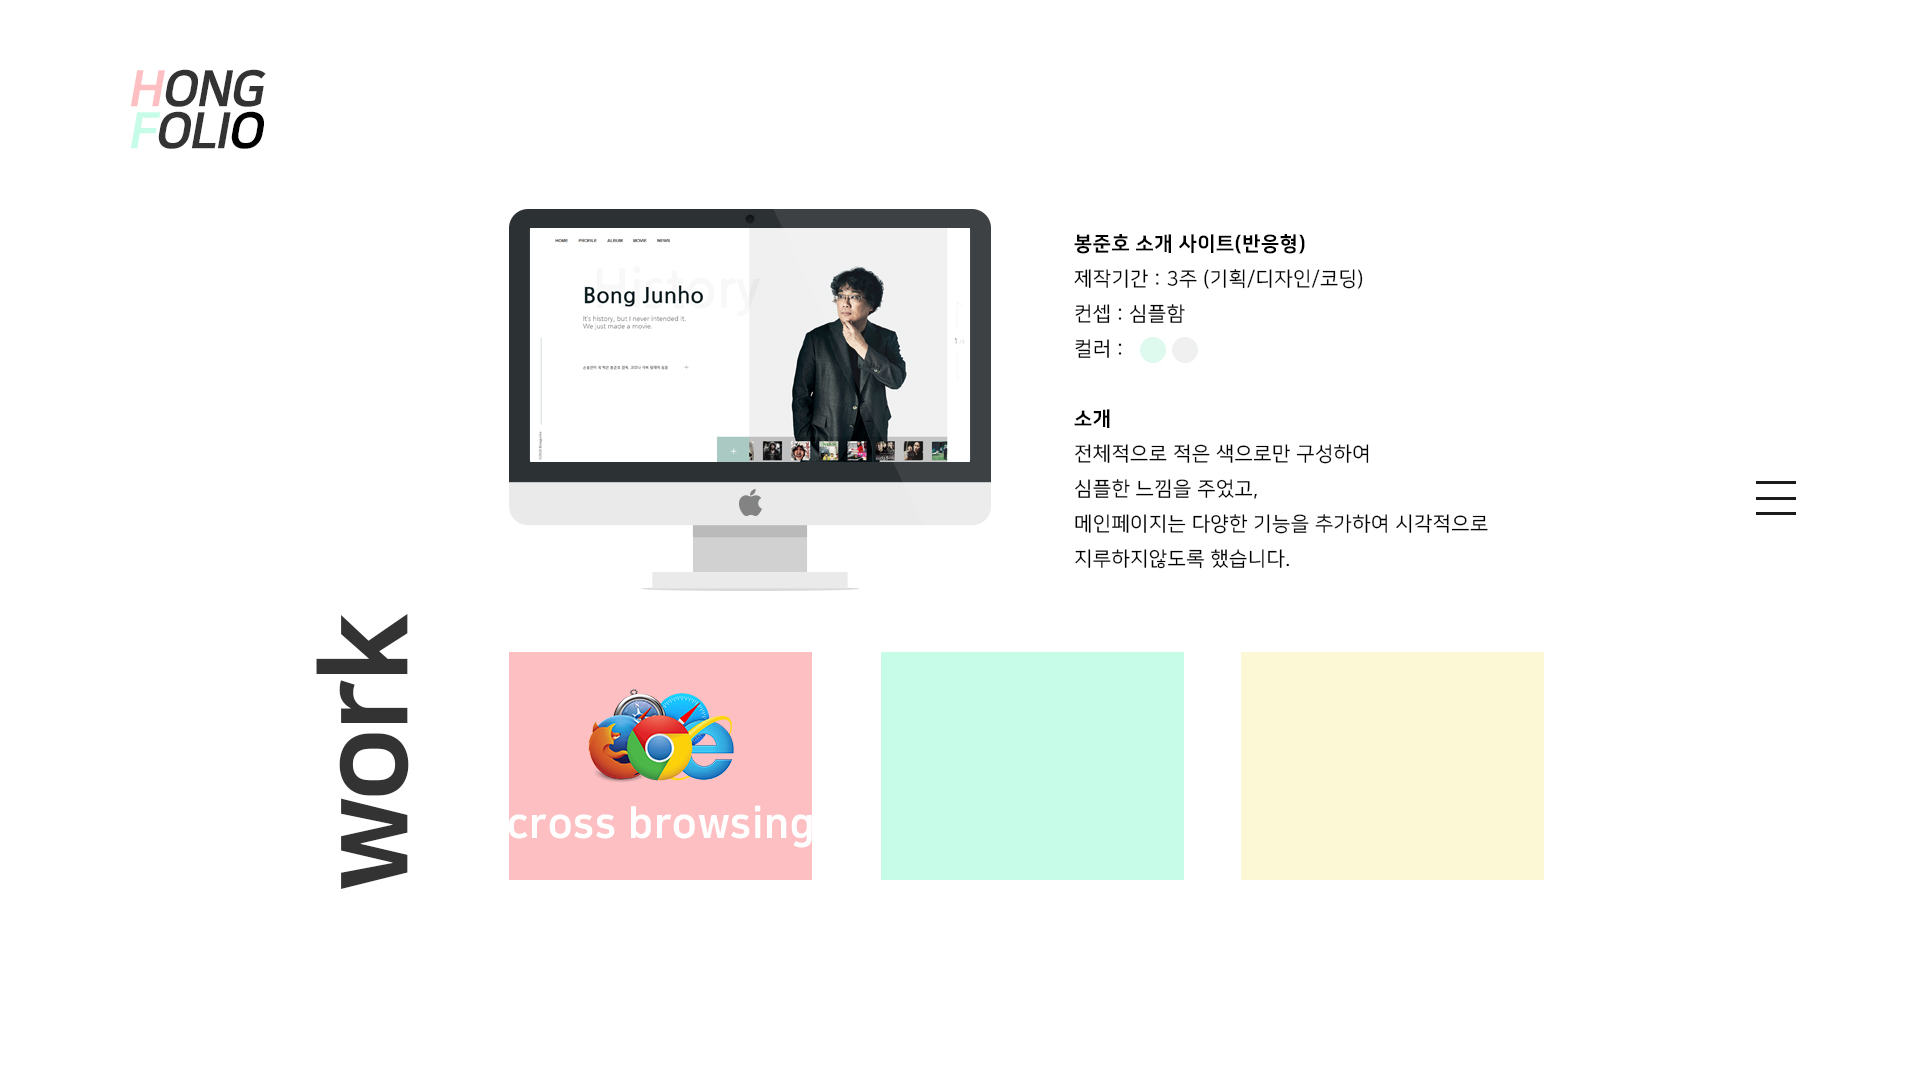 HONG
FOLIO
HOME PROFILE ALBUM MOVIE NEWS
History
Bong Junho
It's history, but I never intended it.
We just made a movie.
봉준호 소개 사이트(반응형)
제작기간 : 3주 (기획/디자인/코딩)
컨셉 : 심플함
컬러 :
소개
전체적으로 적은 색으로만 구성하여
심플한 느낌을 주었고,
메인페이지는 다양한 기능을 추가하여 시각적으로
지루하지않도록 했습니다.
work
cross browsing